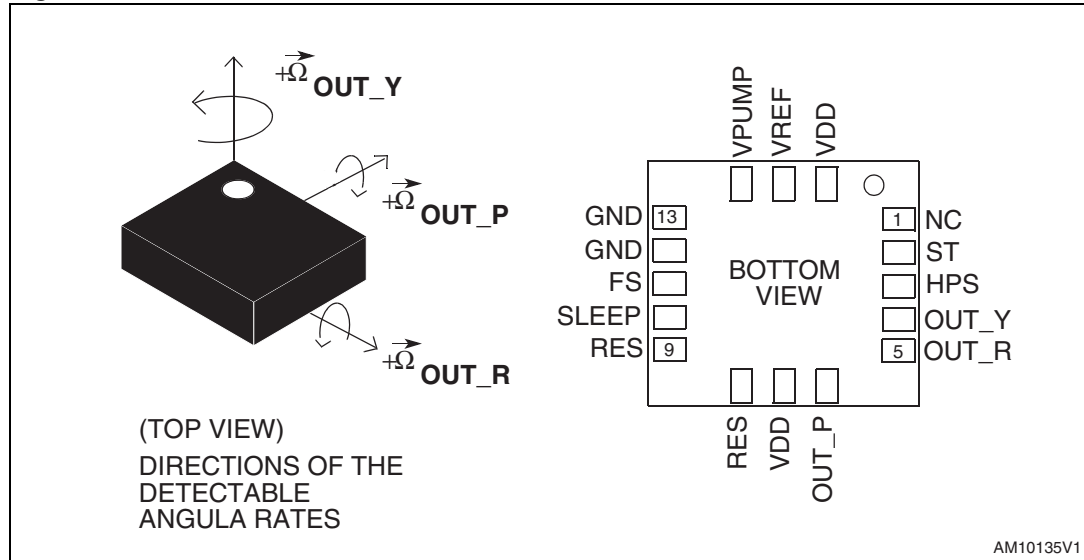 +Ω OUT_Y
+Ω OUT_P
+Ω OUT_R
(TOP VIEW)
DIRECTIONS OF THE
DETECTABLE
ANGULA RATES
VPUMP
VREF
VDD
GND 13
GND
FS
SLEEP
RES 9
BOTTOM
VIEW
1 NC
ST
HPS
OUT_Y
5 OUT_R
RES
VDD
OUT_P
AM10135V1